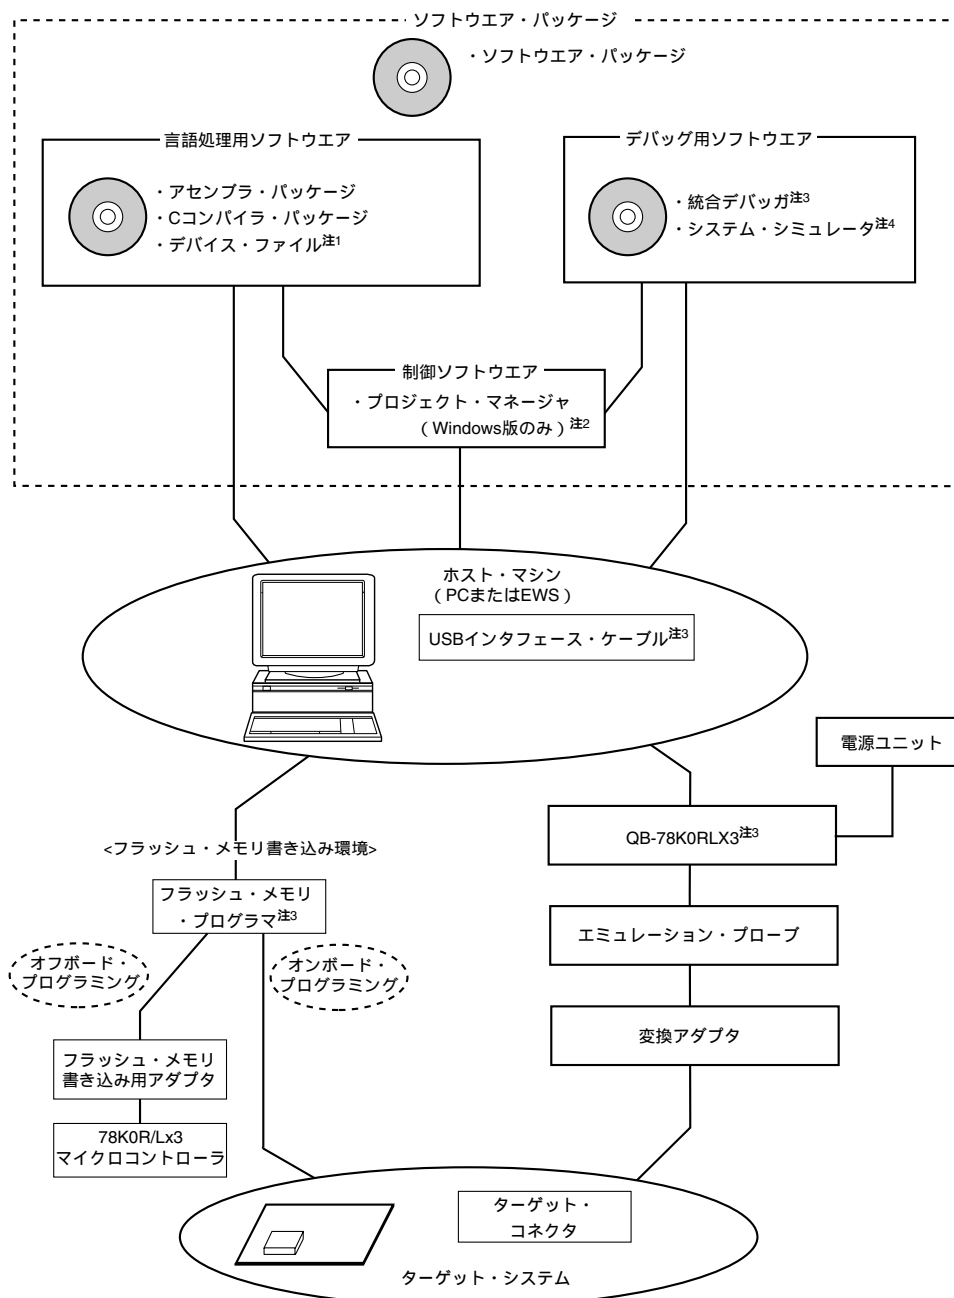 ソフトウエア・パッケージ
・ソフトウエア・パッケージ
言語処理用ソフトウエア
・アセンブラ・パッケージ
・Cコンパイラ・パッケージ
・デバイス・ファイル注1
デバッグ用ソフトウエア
・統合デバッガ注3
・システム・シミュレータ注4
制御ソフトウエア
・プロジェクト・マネージャ
(Windows版のみ)注2
ホスト・マシン
(PCまたはEWS)
USBインタフェース・ケーブル注3
電源ユニット
QB-78K0RLX3注3
<フラッシュ・メモリ書き込み環境>
フラッシュ・メモリ
・プログラマ注3
エミュレーション・プローブ
オフボード・
プログラミング
オンボード・
プログラミング
変換アダプタ
フラッシュ・メモリ
書き込み用アダプタ
78K0R/Lx3
マイクロコントローラ
ターゲット・
コネクタ
ターゲット・システム